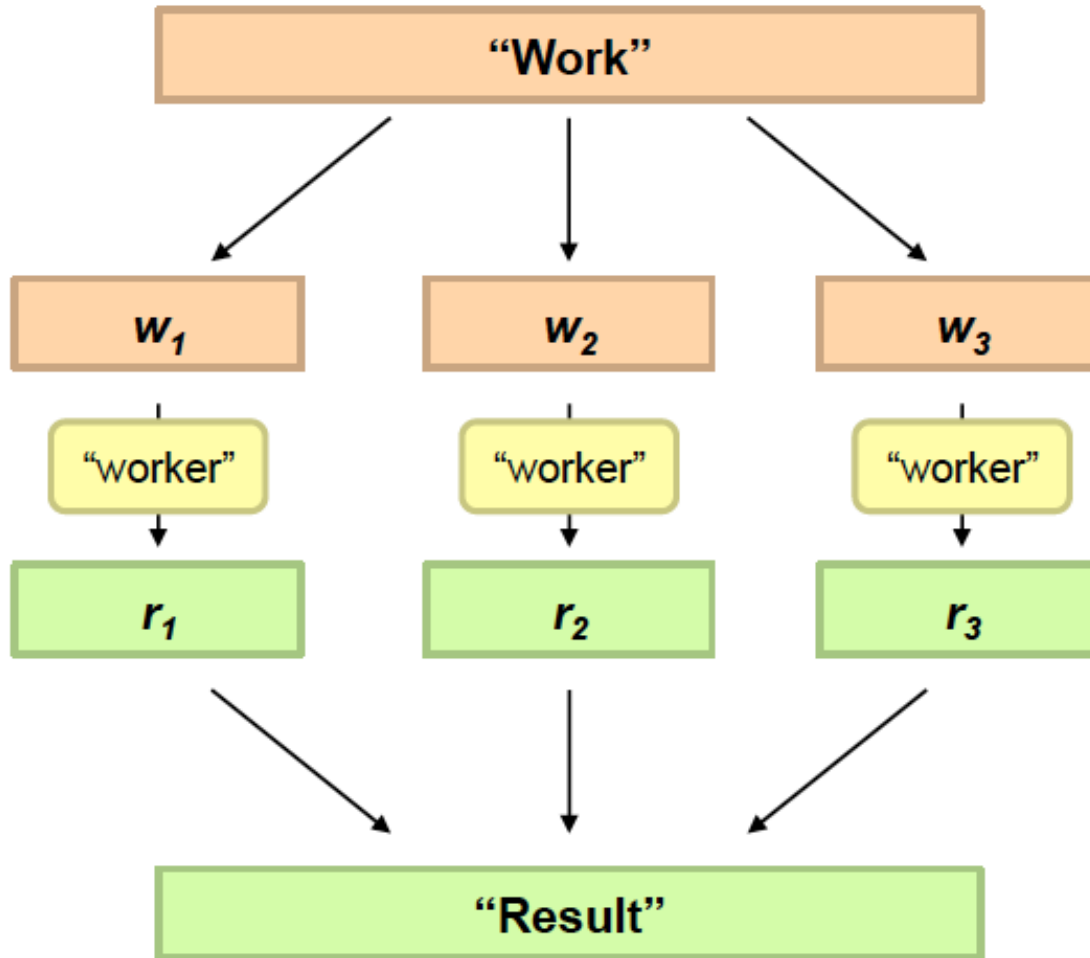 “Work”
w₁ w₂ w₃
“worker” “worker” “worker”
r₁ r₂ r₃
“Result”